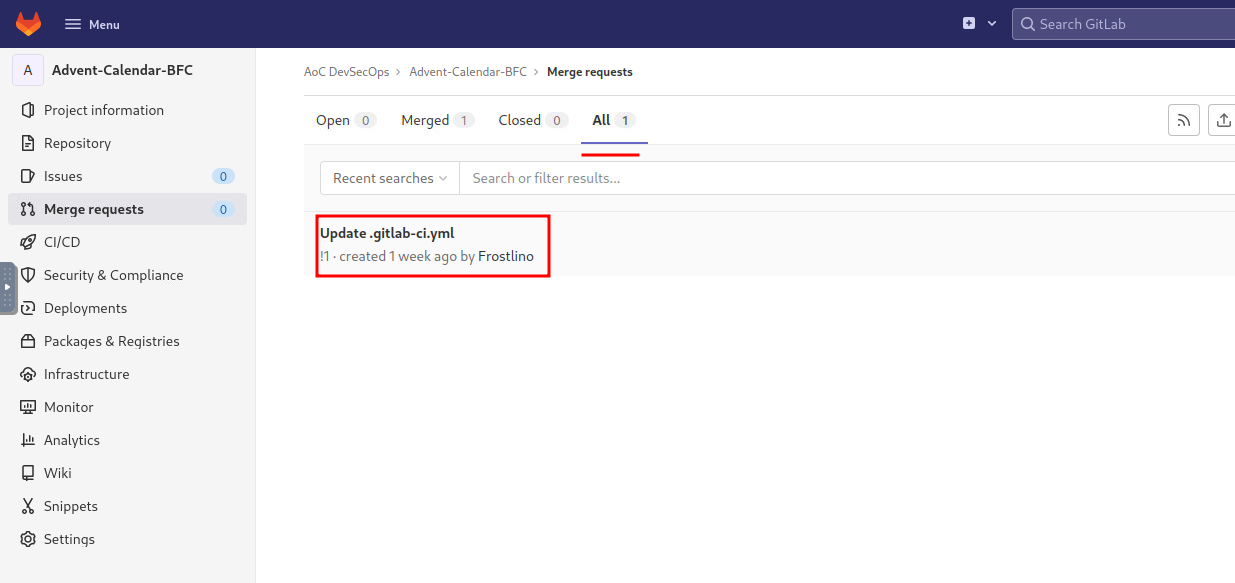 Menu
Search GitLab
A Advent-Calendar-BFC
Project information
Repository
Issues 0
Merge requests 0
CI/CD
Security & Compliance
Deployments
Packages & Registries
Infrastructure
Monitor
Analytics
Wiki
Snippets
Settings
AoC DevSecOps › Advent-Calendar-BFC › Merge requests
Open 0 Merged 1 Closed 0 All 1
Recent searches Search or filter results...
Update .gitlab-ci.yml
!1 · created 1 week ago by Frostlino